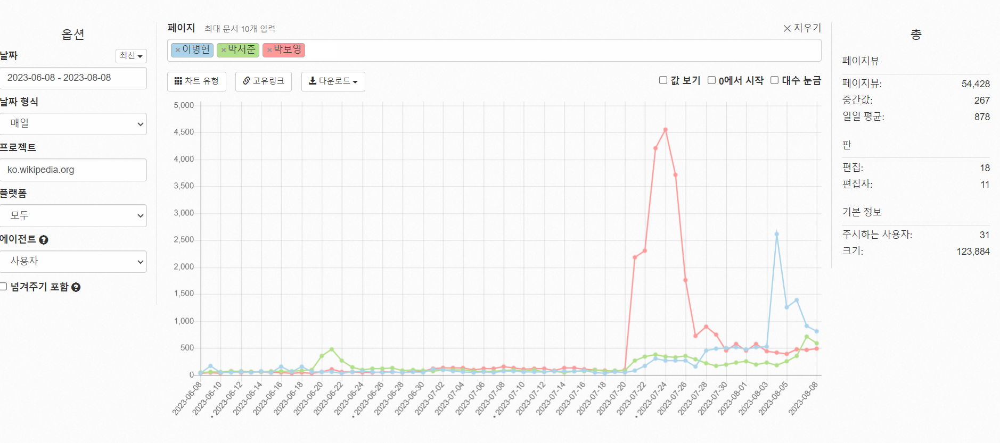 옵션
날짜
최신
2023-06-08 - 2023-08-08
날짜 형식
매일
프로젝트
ko.wikipedia.org
플랫폼
모두
에이전트 ?
사용자
넘겨주기 포함 ?
페이지 최대 문서 10개 입력
× 지우기
× 이병헌 × 박서준 × 박보영
차트 유형 고유링크 다운로드
값 보기 0에서 시작 대수 눈금
5,000
4,500
4,000
3,500
3,000
2,500
2,000
1,500
1,000
500
0
2023-06-08
2023-06-10
2023-06-12
2023-06-14
2023-06-16
2023-06-18
2023-06-20
2023-06-22
2023-06-24
2023-06-26
2023-06-28
2023-06-30
2023-07-02
2023-07-04
2023-07-06
2023-07-08
2023-07-10
2023-07-12
2023-07-14
2023-07-16
2023-07-18
2023-07-20
2023-07-22
2023-07-24
2023-07-26
2023-07-28
2023-07-30
2023-08-01
2023-08-03
2023-08-05
2023-08-08
총
페이지뷰
페이지뷰: 54,428
중간값: 267
일일 평균: 878
판
편집: 18
편집자: 11
기본 정보
주시하는 사용자: 31
크기: 123,884